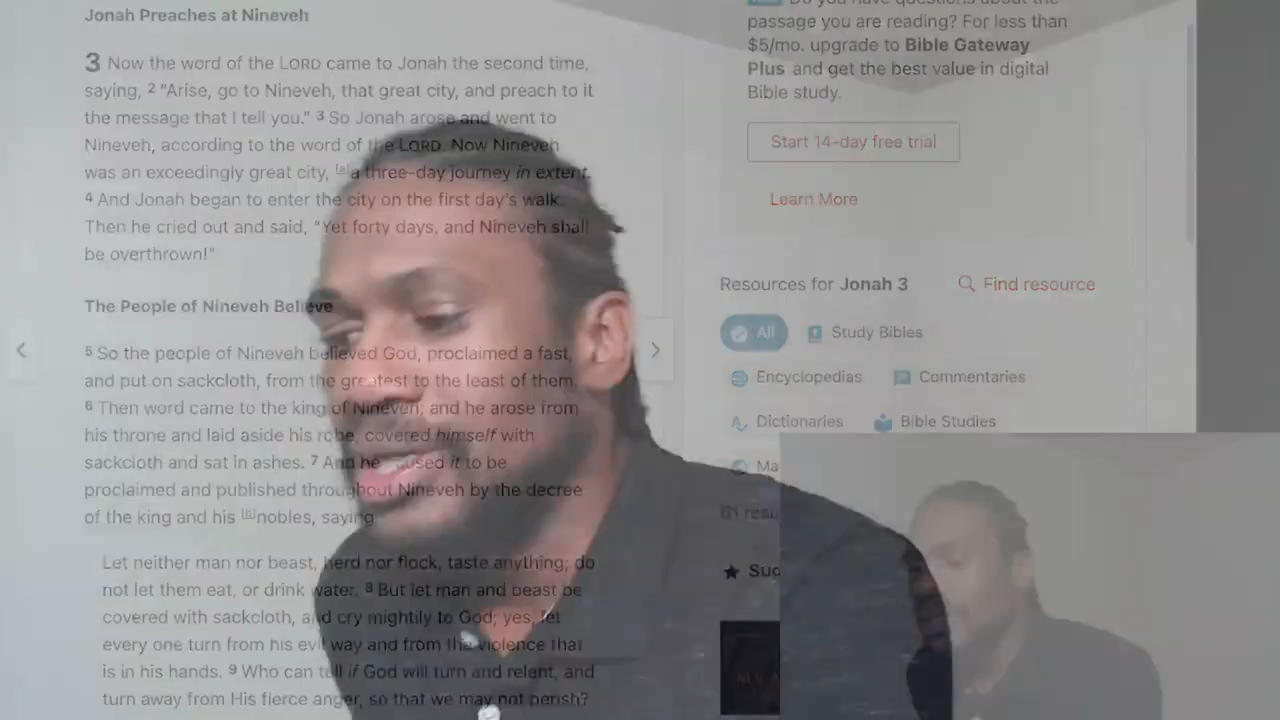 Jonah Preaches at Nineveh
3 Now the word of the LORD came to Jonah the second time,
saying, 2 “Arise, go to Nineveh, that great city, and preach to it
the message that I tell you.” 3 So Jonah arose and went to
Nineveh, according to the word of the LORD. Now Nineveh
was an exceedingly great city, [a]a three-day journey in extent.
4 And Jonah began to enter the city on the first day’s walk.
Then he cried out and said, “Yet forty days, and Nineveh shall
be overthrown!”
The People of Nineveh Believe
5 So the people of Nineveh believed God, proclaimed a fast,
and put on sackcloth, from the greatest to the least of them.
6 Then word came to the king of Nineveh; and he arose from
his throne and laid aside his robe, covered himself with
sackcloth and sat in ashes. 7 And he caused it to be
proclaimed and published throughout Nineveh by the decree
of the king and his [b]nobles, saying,
Let neither man nor beast, herd nor flock, taste anything; do
not let them eat, or drink water. 8 But let man and beast be
covered with sackcloth, and cry mightily to God; yes, let
every one turn from his evil way and from the violence that
is in his hands. 9 Who can tell if God will turn and relent, and
turn away from His fierce anger, so that we may not perish?
Do you have questions about the
passage you are reading? For less than
$5/mo. upgrade to Bible Gateway
Plus and get the best value in digital
Bible study.
Start 14-day free trial
Learn More
Resources for Jonah 3
Find resource
All
Study Bibles
Encyclopedias
Commentaries
Dictionaries
Bible Studies
Ma
61 resu
Sug